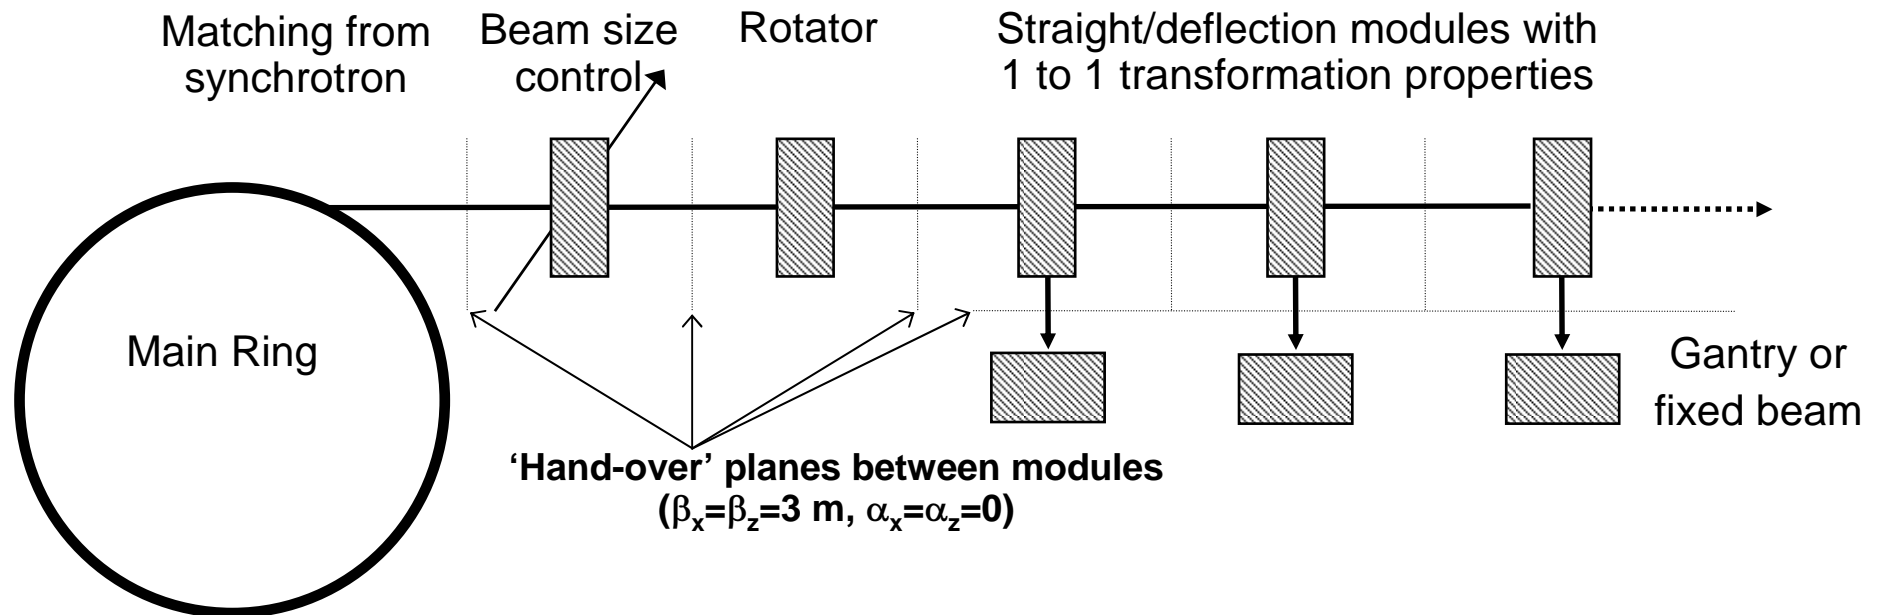 Matching from
synchrotron
Beam size
control
Rotator
Straight/deflection modules with
1 to 1 transformation properties
Main Ring
Gantry or
fixed beam
‘Hand-over’ planes between modules
(βx=βz=3 m, αx=αz=0)